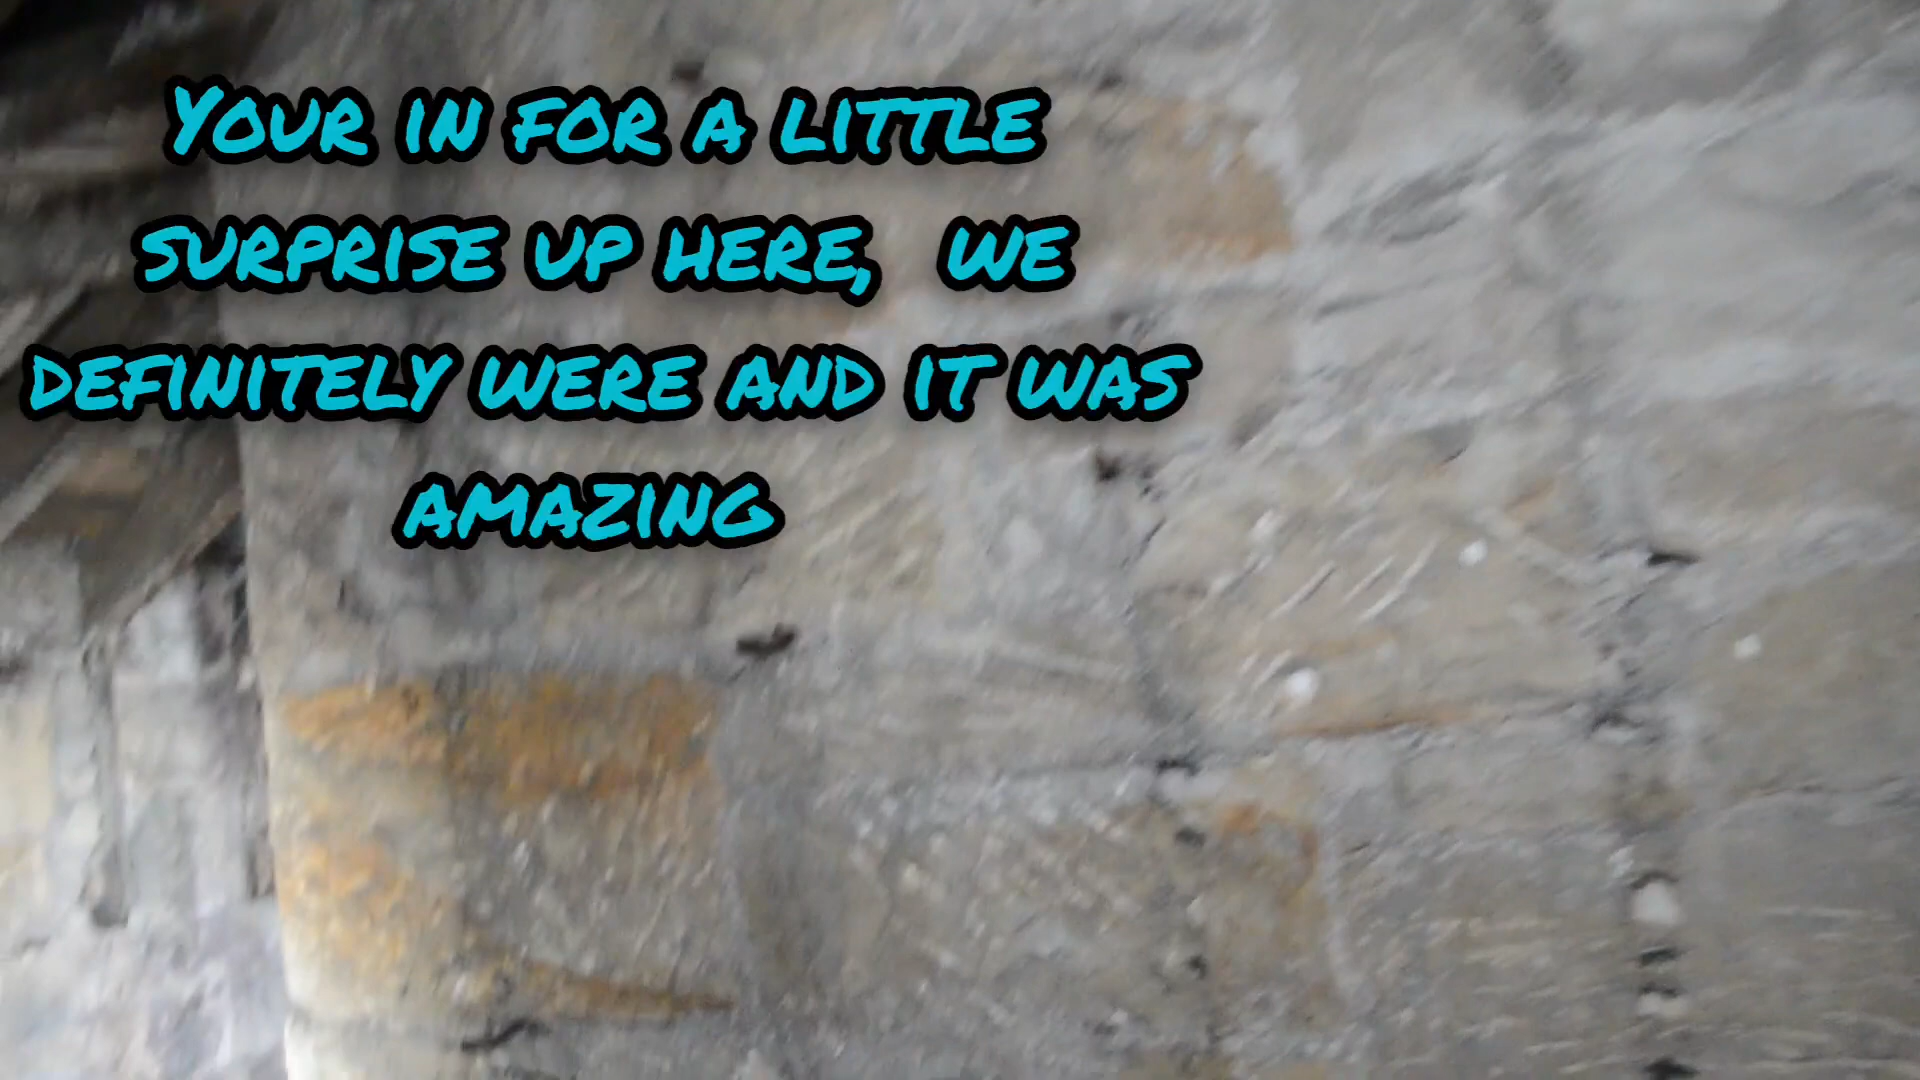 Your in for a little
surprise up here,  we
definitely were and it was
amazing